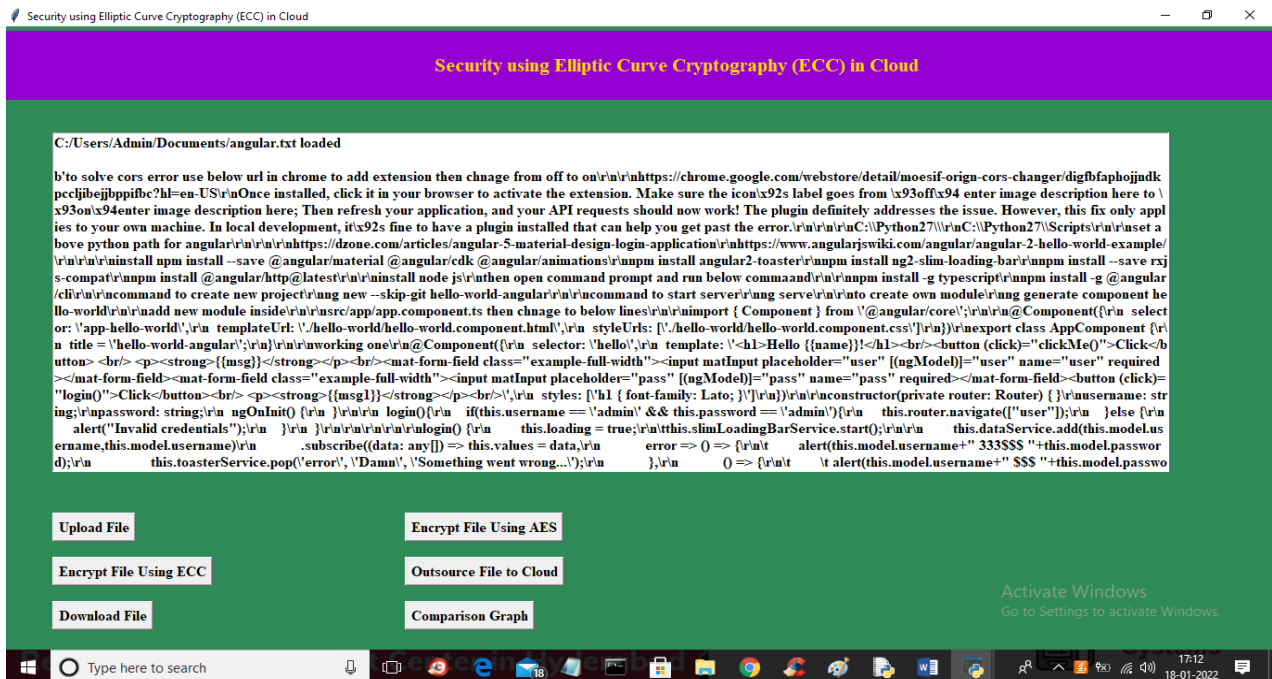 Security using Elliptic Curve Cryptography (ECC) in Cloud
Security using Elliptic Curve Cryptography (ECC) in Cloud
C:/Users/Admin/Documents/angular.txt loaded
b'to solve cors error use below url in chrome to add extension then chnage from off to on\r\n\r\nhttps://chrome.google.com/webstore/detail/moesif-orign-cors-changer/digfbfaphojjndk
pccljibejjbppifbc?hl=en-US\r\nOnce installed, click it in your browser to activate the extension. Make sure the icon\x92s label goes from \x93off\x94 enter image description here to \
x93on\x94enter image description here; Then refresh your application, and your API requests should now work! The plugin definitely addresses the issue. However, this fix only appl
ies to your own machine. In local development, it\x92s fine to have a plugin installed that can help you get past the error.\r\n\r\n\r\nC:\\Python27\\\r\nC:\\Python27\\Scripts\r\n\r\nset a
bove python path for angular\r\n\r\n\r\nhttps://dzone.com/articles/angular-5-material-design-login-application\r\nhttps://www.angularjswiki.com/angular/angular-2-hello-world-example/
\r\n\r\n\r\ninstall npm install --save @angular/material @angular/cdk @angular/animations\r\nnpm install angular2-toaster\r\nnpm install ng2-slim-loading-bar\r\nnpm install --save rxj
s-compat\r\nnpm install @angular/http@latest\r\n\r\ninstall node js\r\nthen open command prompt and run below commaand\r\n\r\nnpm install -g typescript\r\nnpm install -g @angular
/cli\r\n\r\ncommand to create new project\r\nng new --skip-git hello-world-angular\r\n\r\ncommand to start server\r\nng serve\r\n\r\nto create own module\r\nng generate component he
llo-world\r\n\r\nadd new module inside\r\n\r\nsrc/app/app.component.ts then chnage to below lines\r\n\r\nimport { Component } from \'@angular/core\';\r\n\r\n@Component({\r\n  select
or: \'app-hello-world\',\r\n  templateUrl: \'./hello-world/hello-world.component.html\',\r\n  styleUrls: [\'./hello-world/hello-world.component.css\']\r\n})\r\nexport class AppComponent {\r\
n  title = \'hello-world-angular\';\r\n}\r\n\r\nworking one\r\n@Component({\r\n  selector: \'hello\',\r\n  template: \'<h1>Hello {{name}}!</h1><br/><button (click)="clickMe()">Click</b
utton> <br/> <p><strong>{{msg}}</strong></p><br/><mat-form-field class="example-full-width"><input matInput placeholder="user" [(ngModel)]="user" name="user" required
></mat-form-field><mat-form-field class="example-full-width"><input matInput placeholder="pass" [(ngModel)]="pass" name="pass" required></mat-form-field><button (click)=
"login()">Click</button><br/> <p><strong>{{msg1}}</strong></p><br/>\',\r\n  styles: [\'h1 { font-family: Lato; }\']\r\n})\r\n\r\nconstructor(private router: Router) { }\r\nusername: str
ing;\r\npassword: string;\r\n  ngOnInit() {\r\n  }\r\n\r\n  login(){\r\n    if(this.username == \'admin\' && this.password == \'admin\'){\r\n     this.router.navigate(["user"]);\r\n    }else {\r\n
      alert("Invalid credentials");\r\n    }\r\n  }\r\n\r\n\r\n\r\nlogin() {\r\n      this.loading = true;\r\n\tthis.slimLoadingBarService.start();\r\n\r\n      this.dataService.add(this.model.us
ername,this.model.username)\r\n            .subscribe((data: any[]) => this.values = data,\r\n                error => () => {\r\n\t        alert(this.model.username+" 333$$$ "+this.model.passwor
d);\r\n                this.toasterService.pop(\'error\', \'Damn\', \'Something went wrong...\');\r\n                },\r\n                () => {\r\n\t        \t alert(this.model.username+" $$$ "+this.model.passwo
Upload File
Encrypt File Using AES
Encrypt File Using ECC
Outsource File to Cloud
Download File
Comparison Graph
Activate Windows
Go to Settings to activate Windows.
Type here to search
18
17:12
18-01-2022